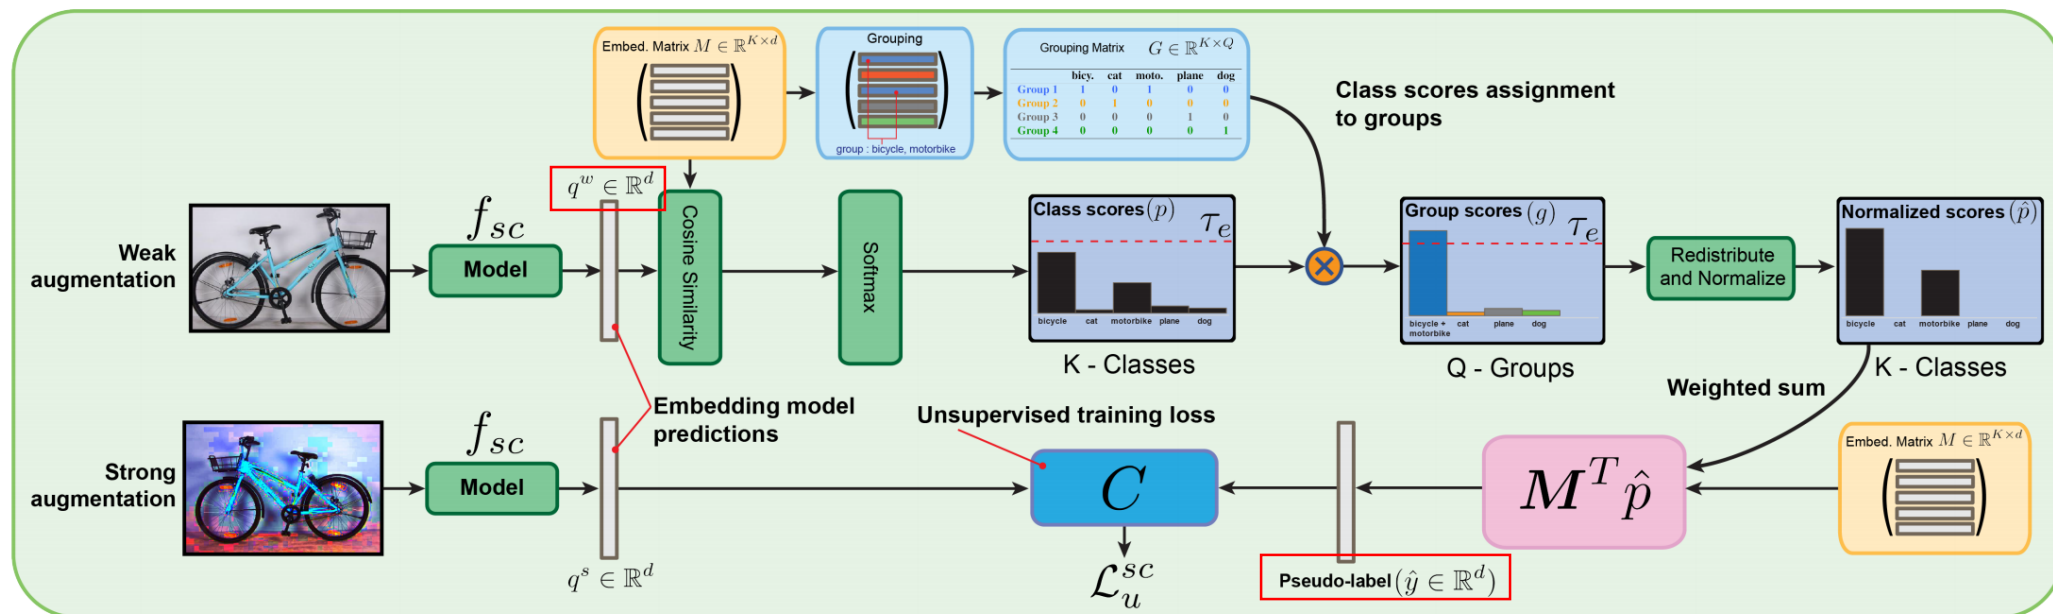 Embed. Matrix M ∈ ℝ^{K×d}
Grouping
group : bicycle, motorbike
Grouping Matrix G ∈ ℝ^{K×Q}
bicy. cat moto. plane dog
Group 1 1 0 1 0 0
Group 2 0 1 0 0 0
Group 3 0 0 0 1 0
Group 4 0 0 0 0 1
Class scores assignment
to groups
Weak
augmentation
f_{sc}
Model
q^w ∈ ℝ^d
Cosine Similarity
Softmax
Class scores (p)
τ_e
bicycle cat motorbike plane dog
K - Classes
Group scores (g)
τ_e
bicycle + cat plane dog
motorbike
Q - Groups
Redistribute
and Normalize
Normalized scores (p̂)
bicycle cat motorbike plane dog
K - Classes
Weighted sum
Embedding model
predictions
Unsupervised training loss
Strong
augmentation
f_{sc}
Model
q^s ∈ ℝ^d
C
ℒ_u^{sc}
Pseudo-label (ŷ ∈ ℝ^d)
M^T p̂
Embed. Matrix M ∈ ℝ^{K×d}